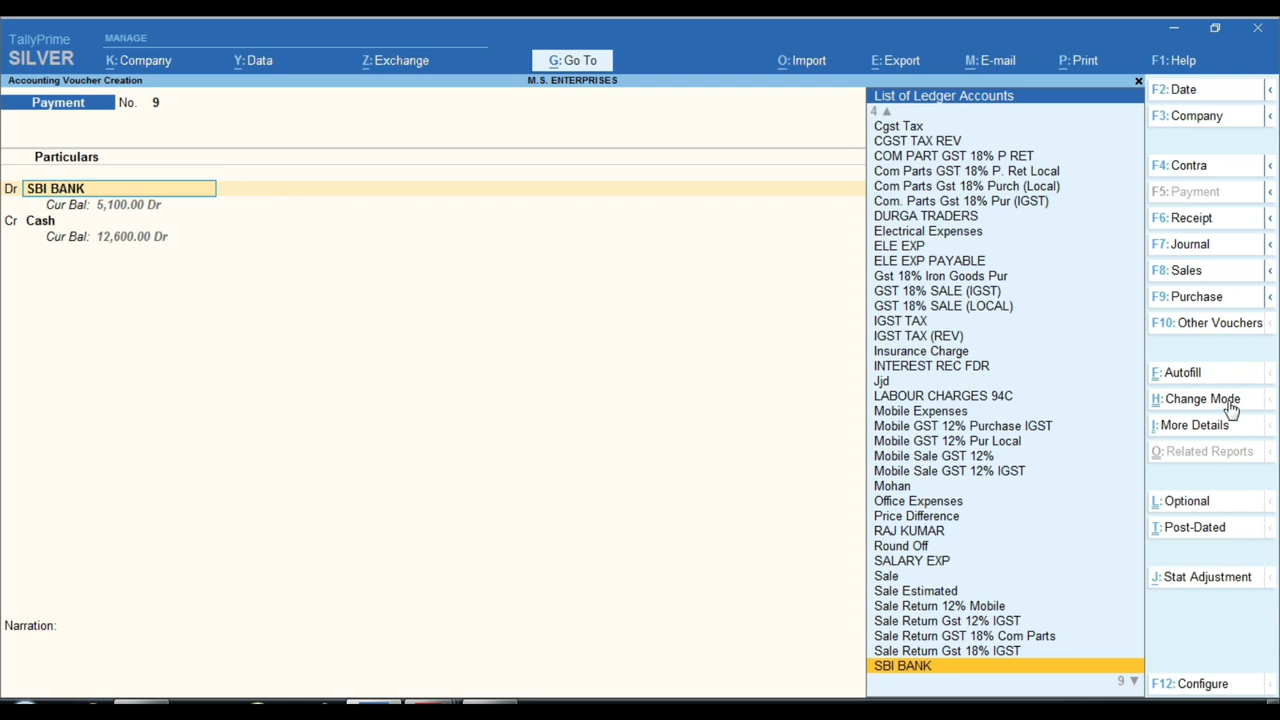 TallyPrime
SILVER
MANAGE
K: Company
Y: Data
Z: Exchange
G: Go To
O: Import
E: Export
M: E-mail
P: Print
F1: Help
Accounting Voucher Creation
M.S. ENTERPRISES
Payment No. 9
Particulars
Dr SBI BANK
Cur Bal: 5,100.00 Dr
Cr Cash
Cur Bal: 12,600.00 Dr
Narration:
List of Ledger Accounts
4
Cgst Tax
CGST TAX REV
COM PART GST 18% P RET
Com Parts GST 18% P. Ret Local
Com Parts Gst 18% Purch (Local)
Com. Parts Gst 18% Pur (IGST)
DURGA TRADERS
Electrical Expenses
ELE EXP
ELE EXP PAYABLE
Gst 18% Iron Goods Pur
GST 18% SALE (IGST)
GST 18% SALE (LOCAL)
IGST TAX
IGST TAX (REV)
Insurance Charge
INTEREST REC FDR
Jjd
LABOUR CHARGES 94C
Mobile Expenses
Mobile GST 12% Purchase IGST
Mobile GST 12% Pur Local
Mobile Sale GST 12%
Mobile Sale GST 12% IGST
Mohan
Office Expenses
Price Difference
RAJ KUMAR
Round Off
SALARY EXP
Sale
Sale Estimated
Sale Return 12% Mobile
Sale Return Gst 12% IGST
Sale Return GST 18% Com Parts
Sale Return Gst 18% IGST
SBI BANK
9
F2: Date
F3: Company
F4: Contra
F5: Payment
F6: Receipt
F7: Journal
F8: Sales
F9: Purchase
F10: Other Vouchers
F: Autofill
H: Change Mode
I: More Details
O: Related Reports
L: Optional
T: Post-Dated
J: Stat Adjustment
F12: Configure